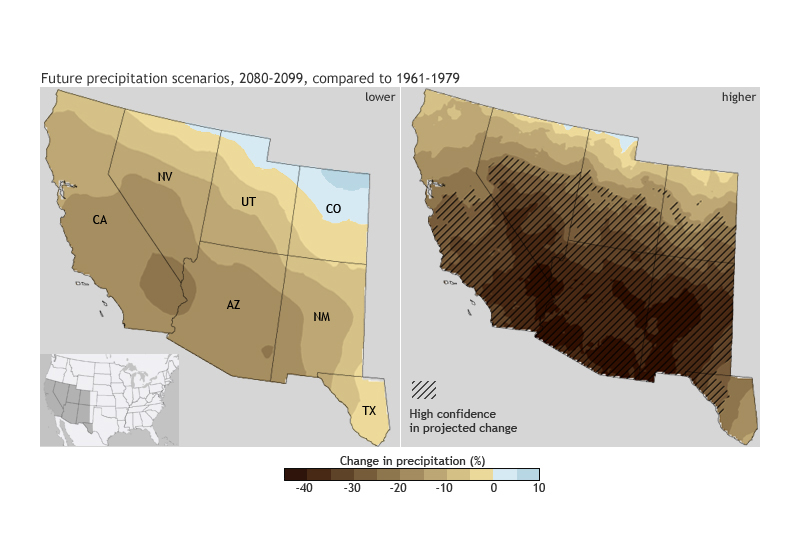 Future precipitation scenarios, 2080-2099, compared to 1961-1979
lower
higher
NV
UT
CO
CA
AZ
NM
TX
High confidence
in projected change
Change in precipitation (%)
-40 -30 -20 -10 0 10